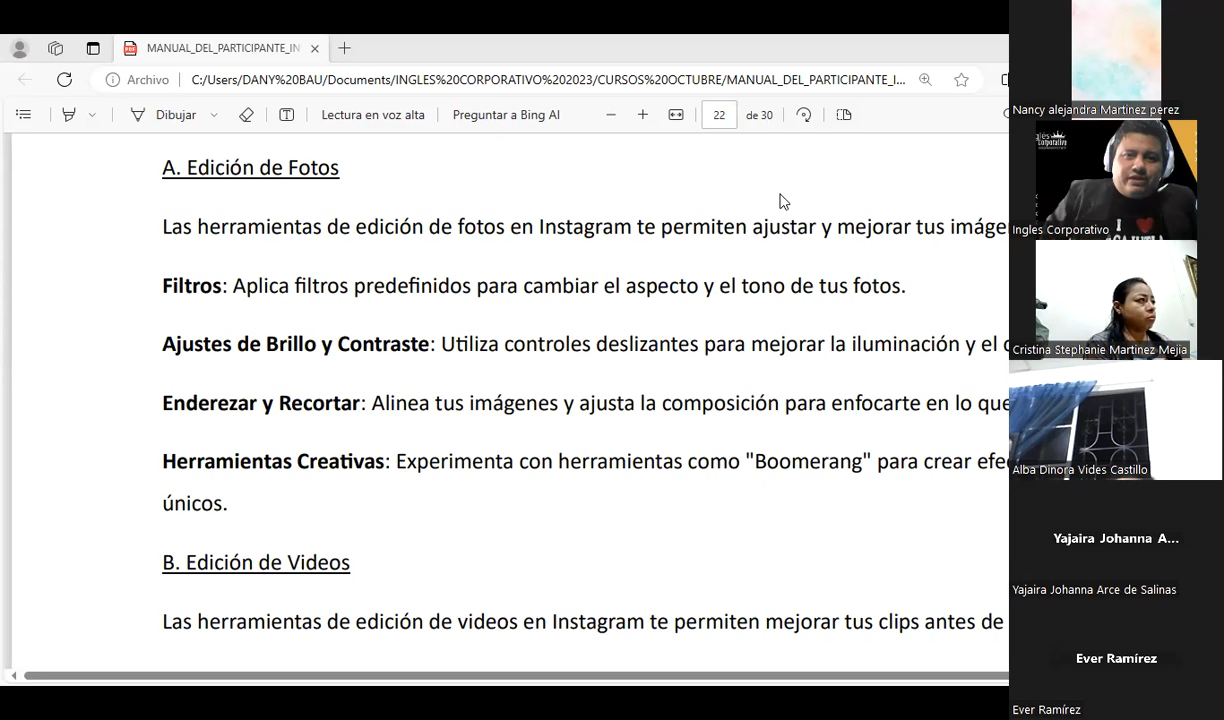 MANUAL_DEL_PARTICIPANTE_IN
Archivo
C:/Users/DANY%20BAU/Documents/INGLES%20CORPORATIVO%202023/CURSOS%20OCTUBRE/MANUAL_DEL_PARTICIPANTE_I...
Dibujar
Lectura en voz alta
Preguntar a Bing AI
22
de 30
A. Edición de Fotos
Las herramientas de edición de fotos en Instagram te permiten ajustar y mejorar tus imáge
Filtros: Aplica filtros predefinidos para cambiar el aspecto y el tono de tus fotos.
Ajustes de Brillo y Contraste: Utiliza controles deslizantes para mejorar la iluminación y el
Enderezar y Recortar: Alinea tus imágenes y ajusta la composición para enfocarte en lo que
Herramientas Creativas: Experimenta con herramientas como "Boomerang" para crear efe
únicos.
B. Edición de Videos
Las herramientas de edición de videos en Instagram te permiten mejorar tus clips antes de
Nancy alejandra Martinez perez
Ingles Corporativo
Cristina Stephanie Martinez Mejia
Alba Dinora Vides Castillo
Yajaira Johanna A...
Yajaira Johanna Arce de Salinas
Ever Ramírez
Ever Ramírez